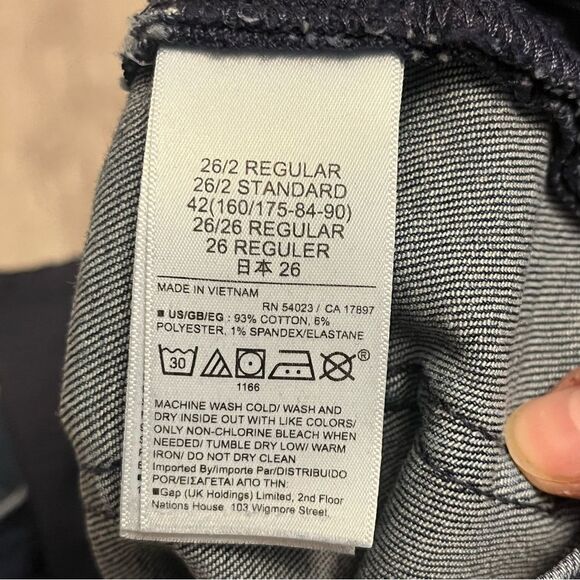 26/2 REGULAR
26/2 STANDARD
42(160/175-84-90)
26/26 REGULAR
26 REGULER
日本 26
MADE IN VIETNAM
RN 54023 / CA 17897
■ US/GB/EG : 93% COTTON, 6%
POLYESTER, 1% SPANDEX/ELASTANE
30 ®
1166
MACHINE WASH COLD/ WASH AND
DRY INSIDE OUT WITH LIKE COLORS/
ONLY NON-CHLORINE BLEACH WHEN
NEEDED/ TUMBLE DRY LOW/ WARM
IRON/ DO NOT DRY CLEAN
Imported By/Importe Par/DISTRIBUIDO
POR/ΕΙΣΑΓΕΤΑΙ ΑΠΟ ΤΗΝ:
■Gap (UK Holdings) Limited, 2nd Floor
Nations House, 103 Wigmore Street,